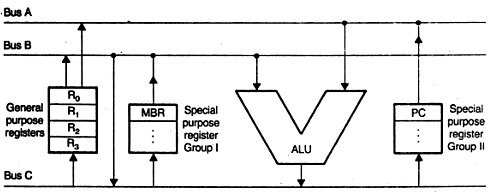 Bus A
Bus B
General
purpose
registers
R0
R1
R2
R3
MBR
Special
purpose
register
Group I
ALU
PC
Special
purpose
register
Group II
Bus C